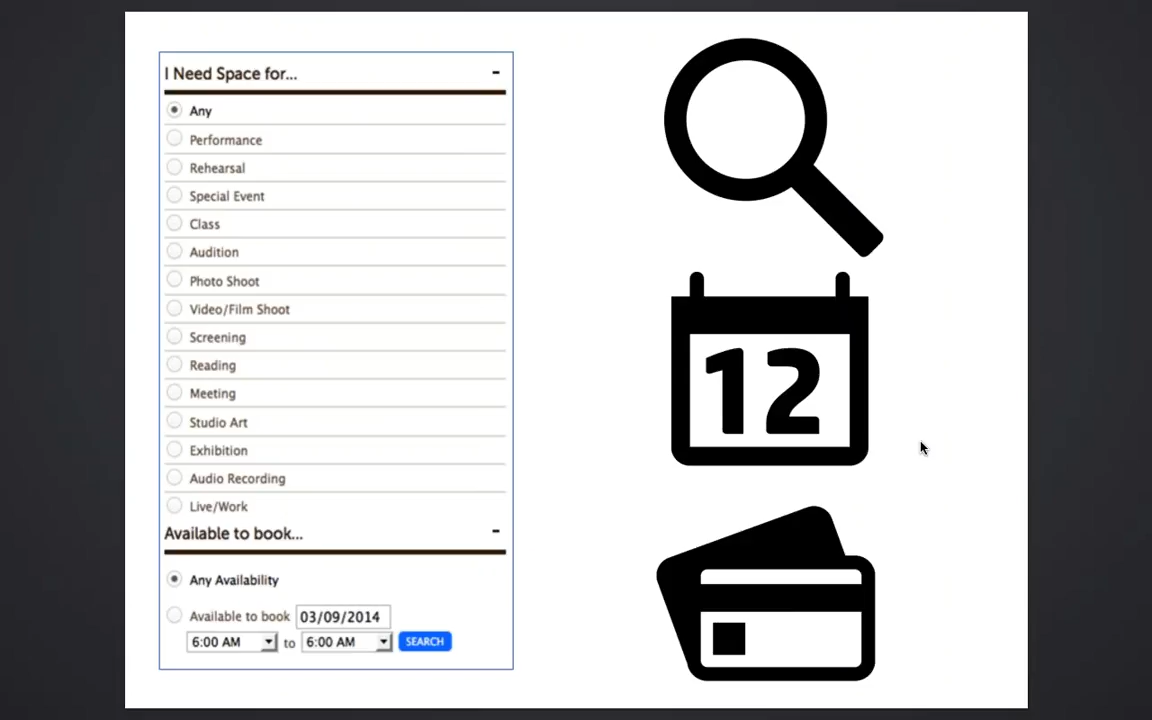 I Need Space for...
Any
Performance
Rehearsal
Special Event
Class
Audition
Photo Shoot
Video/Film Shoot
Screening
Reading
Meeting
Studio Art
Exhibition
Audio Recording
Live/Work
Available to book...
Any Availability
Available to book 03/09/2014
6:00 AM to 6:00 AM SEARCH
12